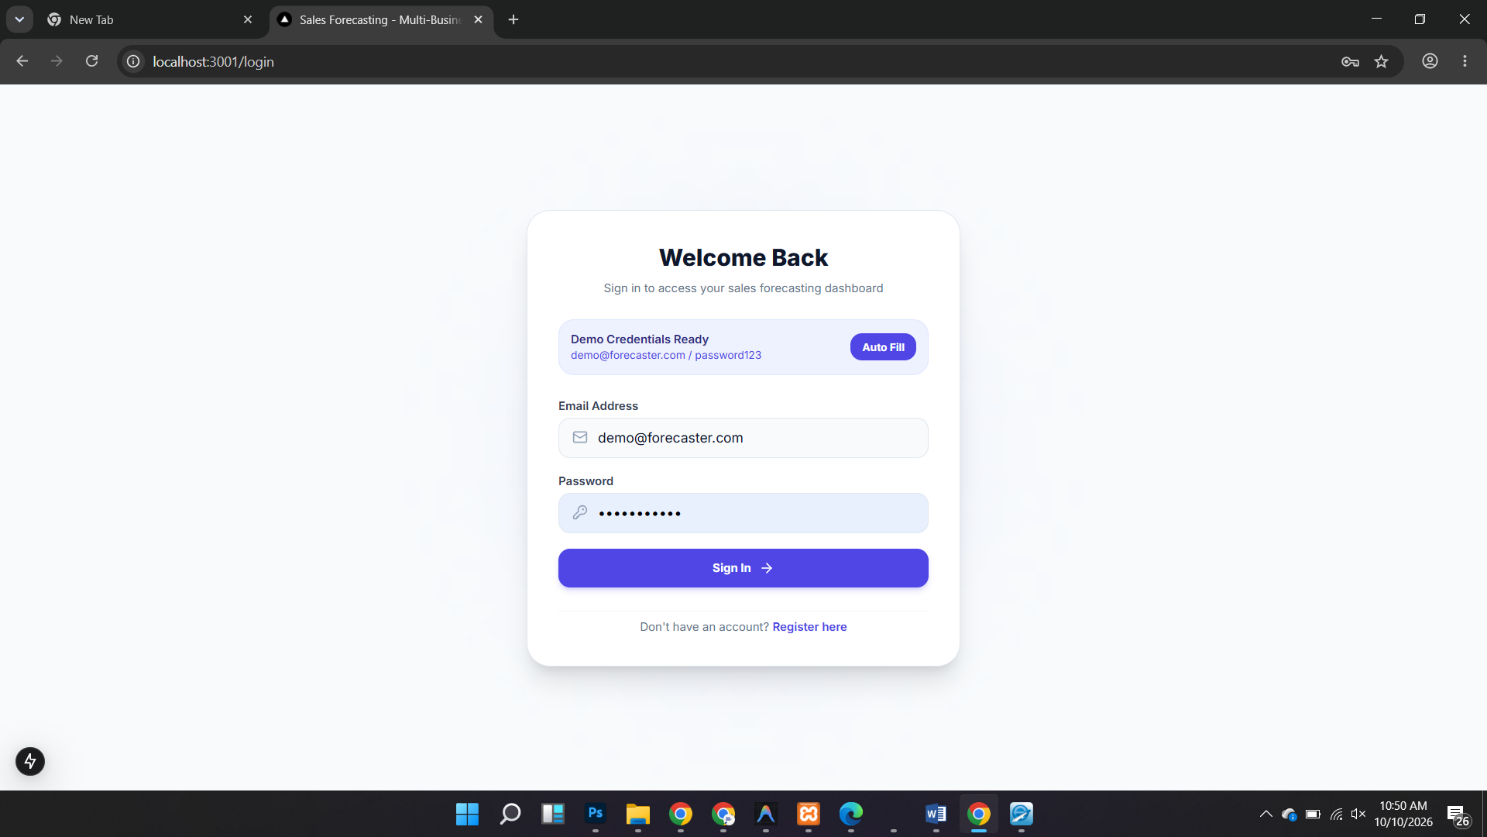 New Tab
Sales Forecasting - Multi-Busin
localhost:3001/login
Welcome Back
Sign in to access your sales forecasting dashboard
Demo Credentials Ready
demo@forecaster.com / password123
Auto Fill
Email Address
demo@forecaster.com
Password
•••••••••••
Sign In
Don't have an account? Register here
Ps
W
10:50 AM
10/10/2026
26